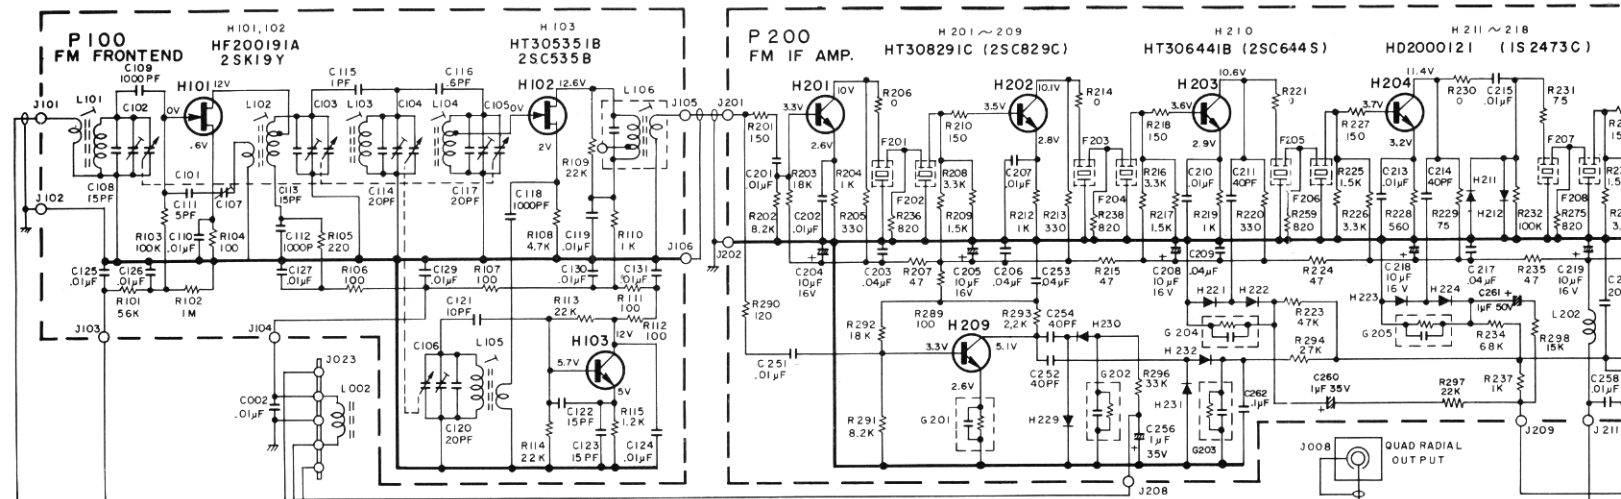 P100
FM FRONTEND
H101,102
HF200191A
2SK19Y
H103
HT305351B
2SC535B
P200
FM IF AMP.
H201～209
HT308291C (2SC829C)
H210
HT306441B (2SC644S)
H211～218
HD2000121 (1S2473C)
C109
1000PF
H101
12V
C115
1PF
C116
.6PF
H102
12.6V
L106
J105
J201
J101
L101
C102
0V
L102
C103
L103
C104
L104
C105
0V
.6V
2V
R109
22K
H201
10V
R206
0
3.3V
R201
150
2.6V
H202
10.1V
R214
0
3.5V
R210
150
2.8V
H203
10.6V
R221
3.6V
R218
150
2.9V
H204
11.4V
R230
0
C215
.01µF
R231
75
3.7V
R227
150
3.2V
J102
C108
15PF
C101
C111
5PF
C107
C113
15PF
C114
20PF
C117
20PF
C118
1000PF
R103
100K
C110
.01µF
R104
100
C112
1000P
R105
220
R108
4.7K
C119
.01µF
R110
1K
J106
J202
C201
.01µF
R203
18K
R204
1K
F201
R208
3.3K
C207
.01µF
F203
R216
3.3K
C210
.01µF
C211
40PF
F205
R225
1.5K
C213
.01µF
C214
40PF
H211
F207
R202
8.2K
C202
.01µF
R205
330
F202
R236
820
R209
1.5K
R212
1K
R213
330
F204
R238
820
R217
1.5K
R219
1K
R220
330
F206
R259
820
R226
3.3K
R228
560
R229
75
H212
R232
100K
F208
R275
820
C125
.01µF
C126
.01µF
C127
.01µF
R106
100
C129
.01µF
R107
100
C130
.01µF
C131
.01µF
R101
56K
R102
1M
C204
10µF
16V
C203
.04µF
R207
47
C205
10µF
16V
C206
.04µF
C253
.04µF
R215
47
C208
10µF
16V
C209
.04µF
R224
47
C218
10µF
16V
C217
.04µF
R235
47
C219
10µF
16V
J103
J104
C121
10PF
R113
22K
R111
100
R112
100
R290
120
R292
18K
R289
100
R293
2.2K
C254
40PF
H230
H221
H222
R223
47K
H223
H224
C261
1µF 50V
L202
G204
G205
R294
27K
R234
68K
R298
15K
J023
L002
C002
.01µF
C106
L105
H103
12V
5.7V
5V
C251
.01µF
H209
3.3V
5.1V
2.6V
C252
40PF
G202
H232
R296
33K
H231
C262
.1µF
C260
1µF 35V
R297
22K
R237
1K
C258
.01µF
C120
20PF
C122
15PF
R115
1.2K
R114
22K
C123
15PF
C124
.01µF
R291
8.2K
G201
H229
C256
1µF
35V
G203
J209
J211
J208
J008
QUAD RADIAL
OUTPUT